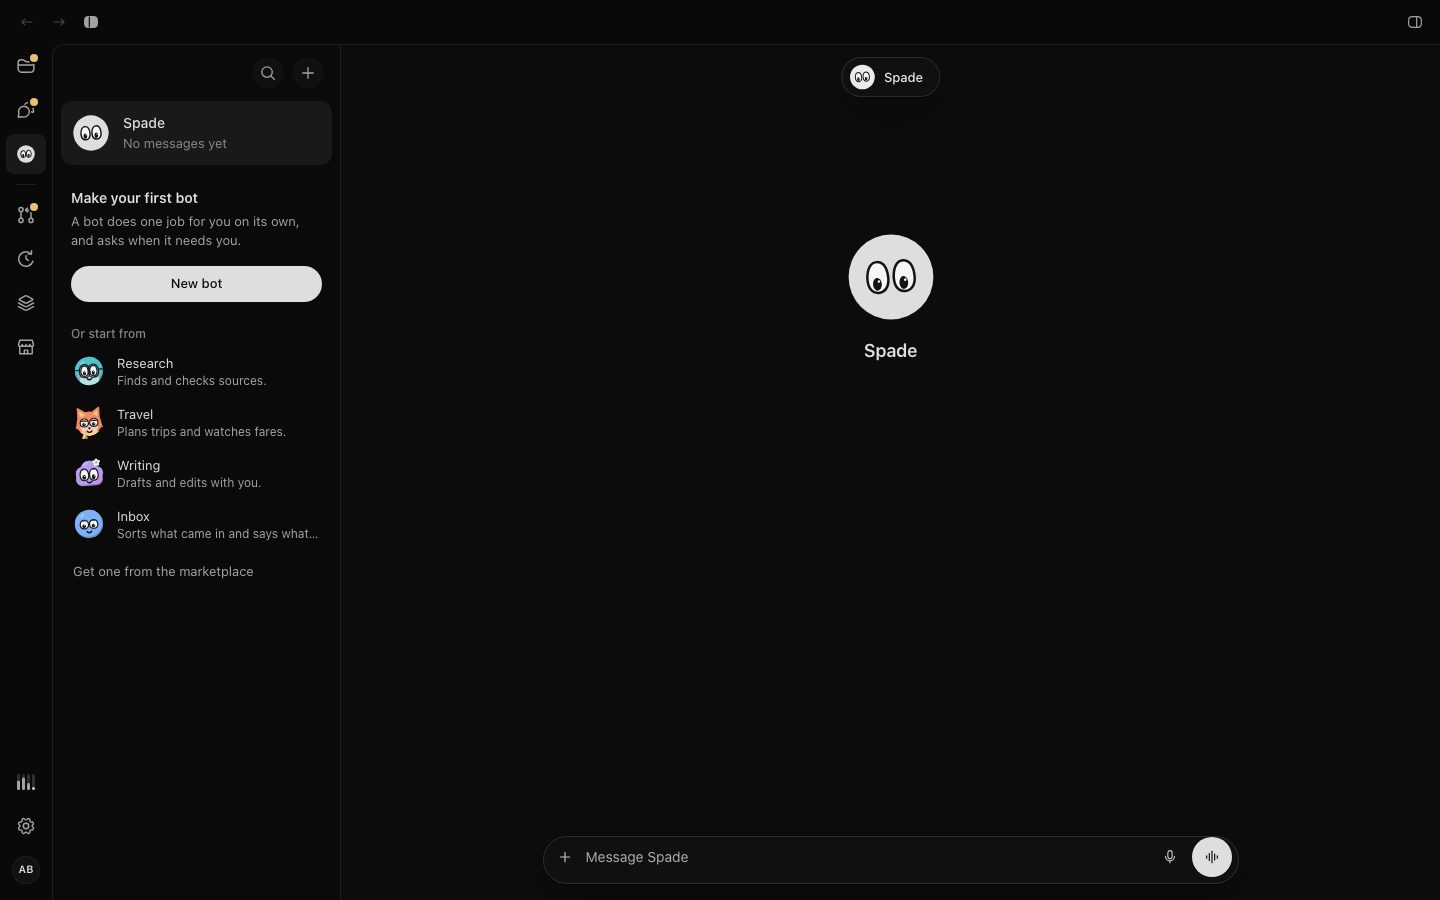 Spade
No messages yet
Make your first bot
A bot does one job for you on its own,
and asks when it needs you.
New bot
Or start from
Research
Finds and checks sources.
Travel
Plans trips and watches fares.
Writing
Drafts and edits with you.
Inbox
Sorts what came in and says what...
Get one from the marketplace
AB
Spade
Spade
Message Spade